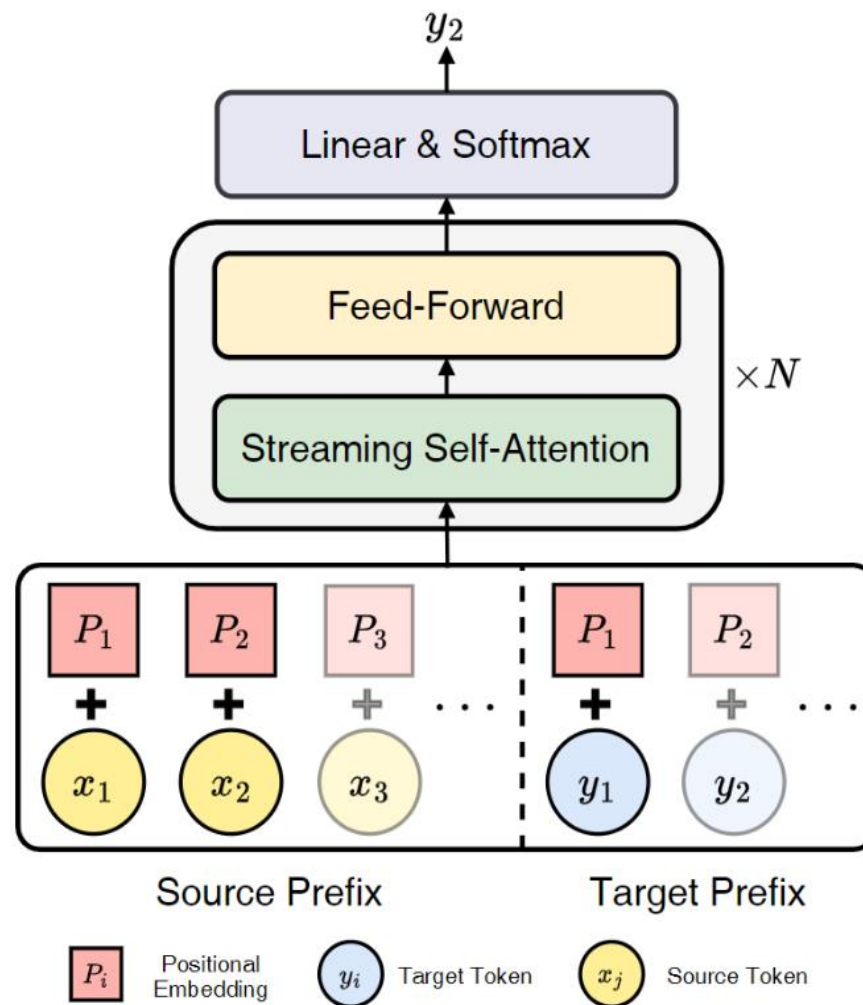 y₂
Linear & Softmax
Feed-Forward
× N
Streaming Self-Attention
P₁ P₂ P₃ P₁ P₂
+ + + · · · + + · · ·
x₁ x₂ x₃ y₁ y₂
Source Prefix Target Prefix
Pᵢ Positional Embedding yᵢ Target Token xⱼ Source Token